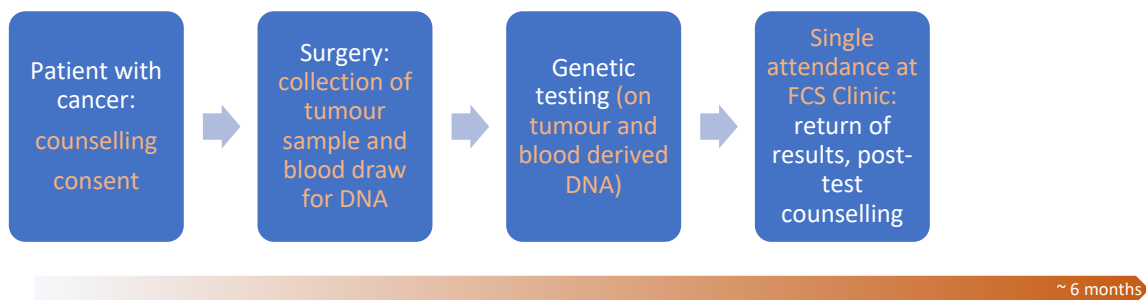 Patient with
cancer:
counselling
consent
Surgery:
collection of
tumour
sample and
blood draw
for DNA
Genetic
testing (on
tumour and
blood derived
DNA)
Single
attendance at
FCS Clinic:
return of
results, post-
test
counselling
~ 6 months